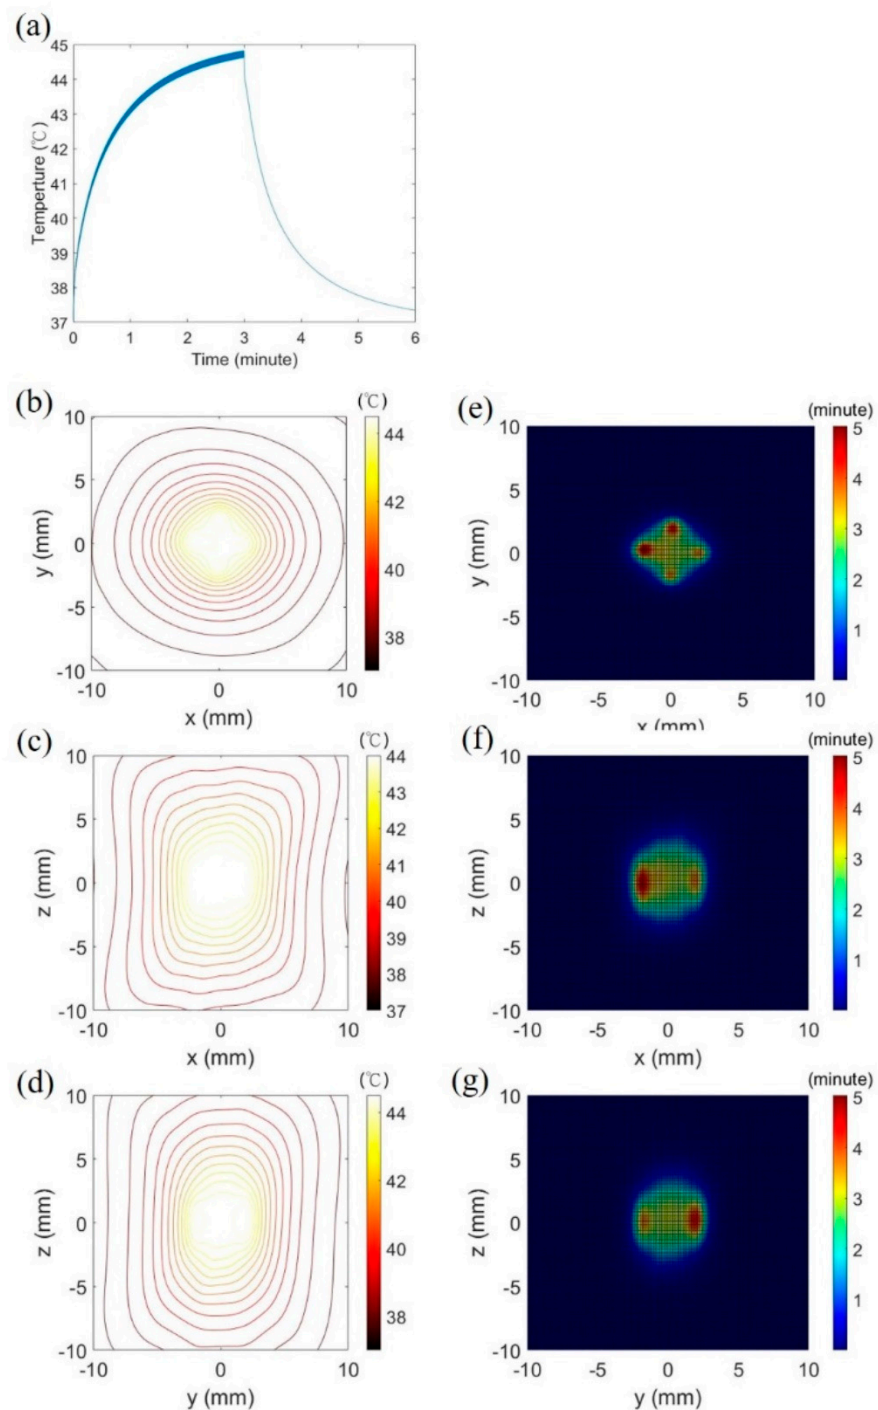 (a)
45
44
43
42
41
40
39
38
37
Temperture (℃)
0 1 2 3 4 5 6
Time (minute)
(b)
(℃)
10
5
0
-5
-10
y (mm)
-10 0 10
x (mm)
44
42
40
38
(e)
(minute)
10
5
0
-5
-10
y (mm)
-10 -5 0 5 10
x (mm)
5
4
3
2
1
(c)
(℃)
10
5
0
-5
-10
z (mm)
-10 0 10
x (mm)
44
43
42
41
40
39
38
37
(f)
(minute)
10
5
0
-5
-10
z (mm)
-10 -5 0 5 10
x (mm)
5
4
3
2
1
(d)
(℃)
10
5
0
-5
-10
z (mm)
-10 0 10
y (mm)
44
42
40
38
(g)
(minute)
10
5
0
-5
-10
z (mm)
-10 -5 0 5 10
y (mm)
5
4
3
2
1